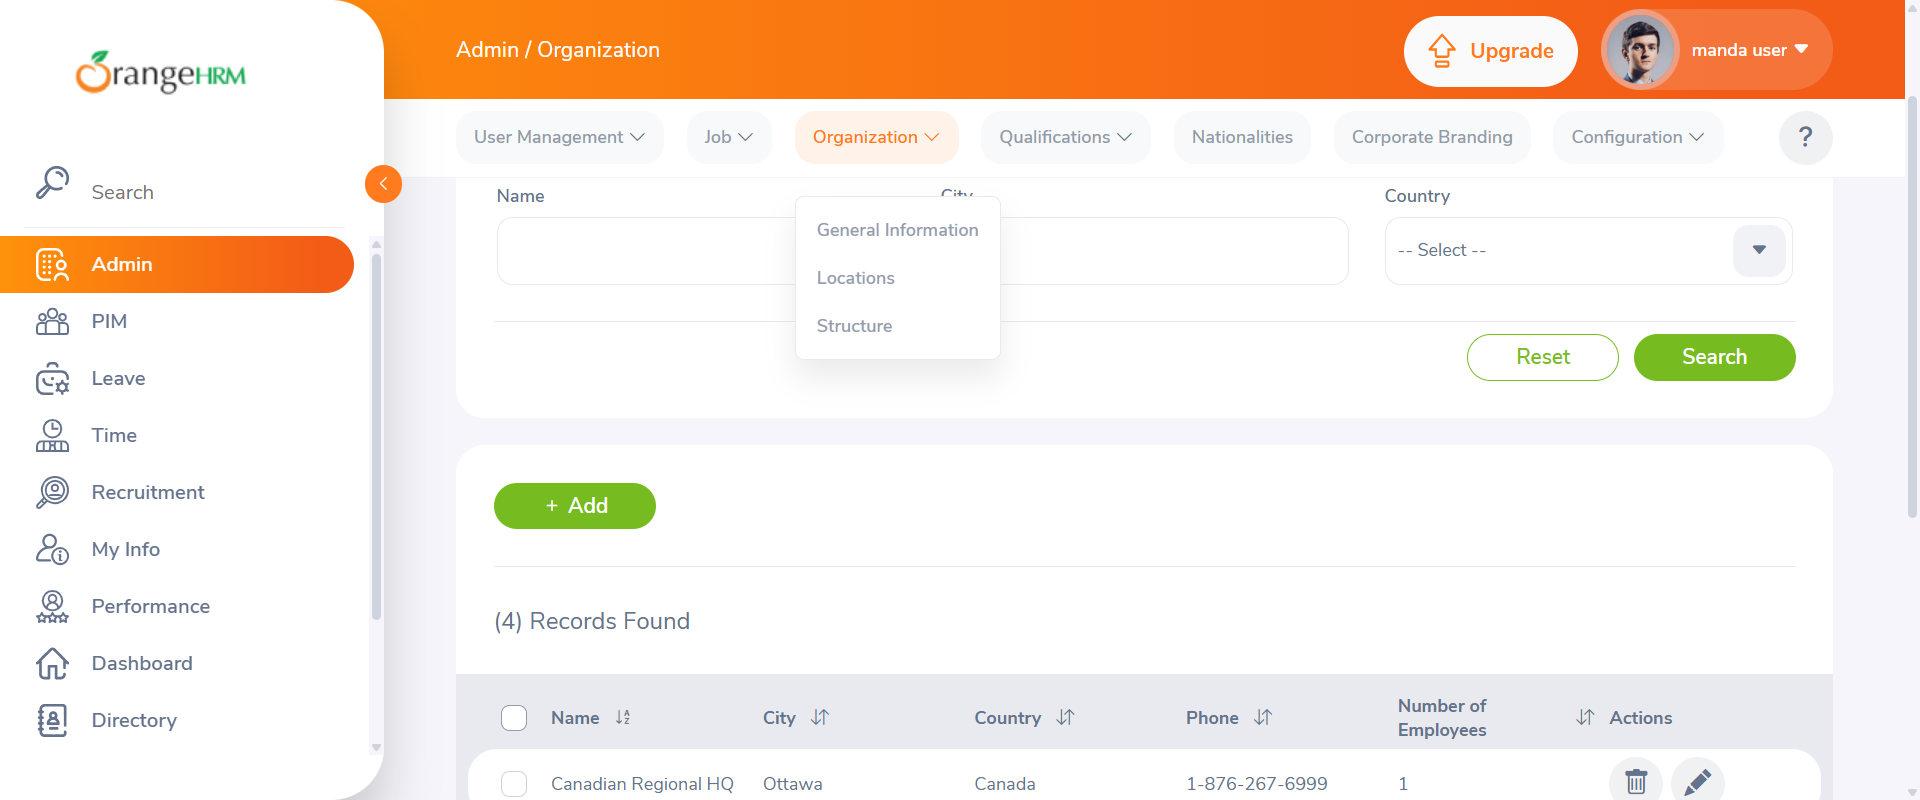 OrangeHRM
Admin / Organization
Upgrade
manda user
User Management
Job
Organization
Qualifications
Nationalities
Corporate Branding
Configuration
?
Search
Admin
PIM
Leave
Time
Recruitment
My Info
Performance
Dashboard
Directory
Name
City
Country
-- Select --
General Information
Locations
Structure
Reset
Search
+ Add
(4) Records Found
Name
City
Country
Phone
Number of
Employees
Actions
Canadian Regional HQ
Ottawa
Canada
1-876-267-6999
1